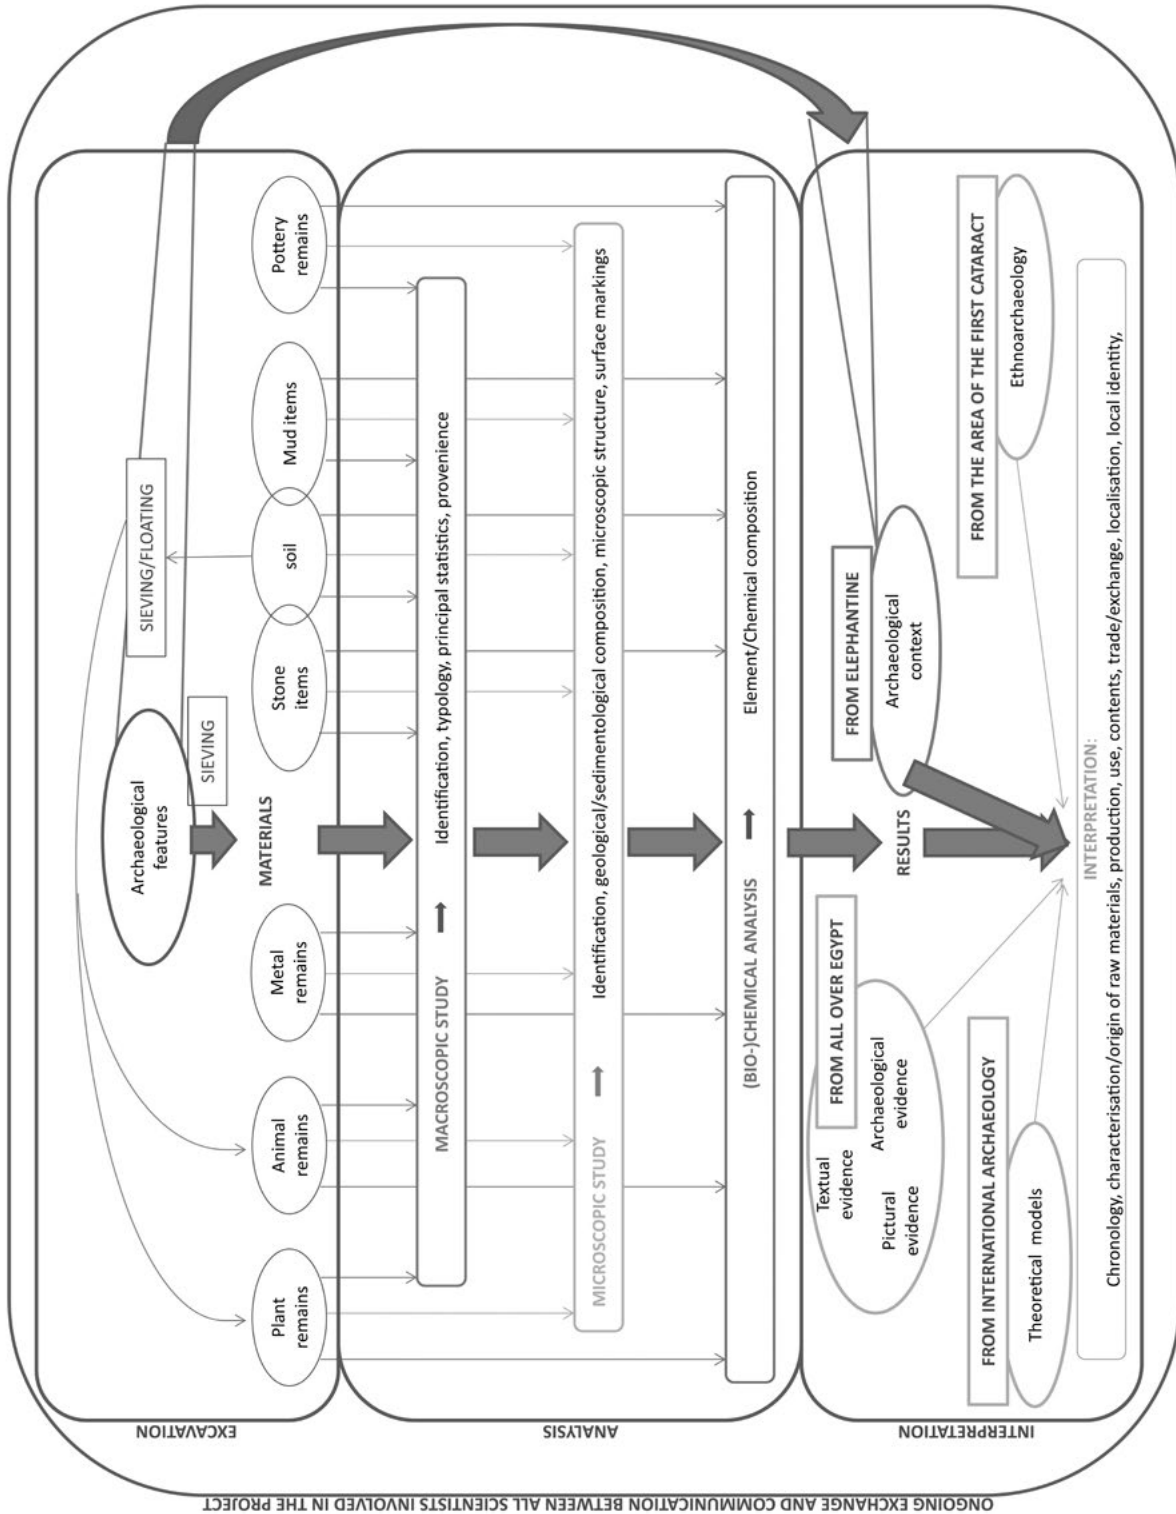 ONGOING EXCHANGE AND COMMUNICATION BETWEEN ALL SCIENTISTS INVOLVED IN THE PROJECT
EXCAVATION
Archaeological
features
SIEVING/FLOATING
SIEVING
MATERIALS
Plant
remains
Animal
remains
Metal
remains
Stone
items
soil
Mud items
Pottery
remains
ANALYSIS
MACROSCOPIC STUDY
Identification, typology, principal statistics, provenience
MICROSCOPIC STUDY
Identification, geological/sedimentological composition, microscopic structure, surface markings
(BIO-)CHEMICAL ANALYSIS
Element/Chemical composition
INTERPRETATION
RESULTS
FROM ALL OVER EGYPT
Textual
evidence
Archaeological
evidence
Pictural
evidence
FROM ELEPHANTINE
Archaeological
context
FROM INTERNATIONAL ARCHAEOLOGY
Theoretical models
FROM THE AREA OF THE FIRST CATARACT
Ethnoarchaeology
INTERPRETATION:
Chronology, characterisation/origin of raw materials, production, use, contents, trade/exchange, localisation, local identity,